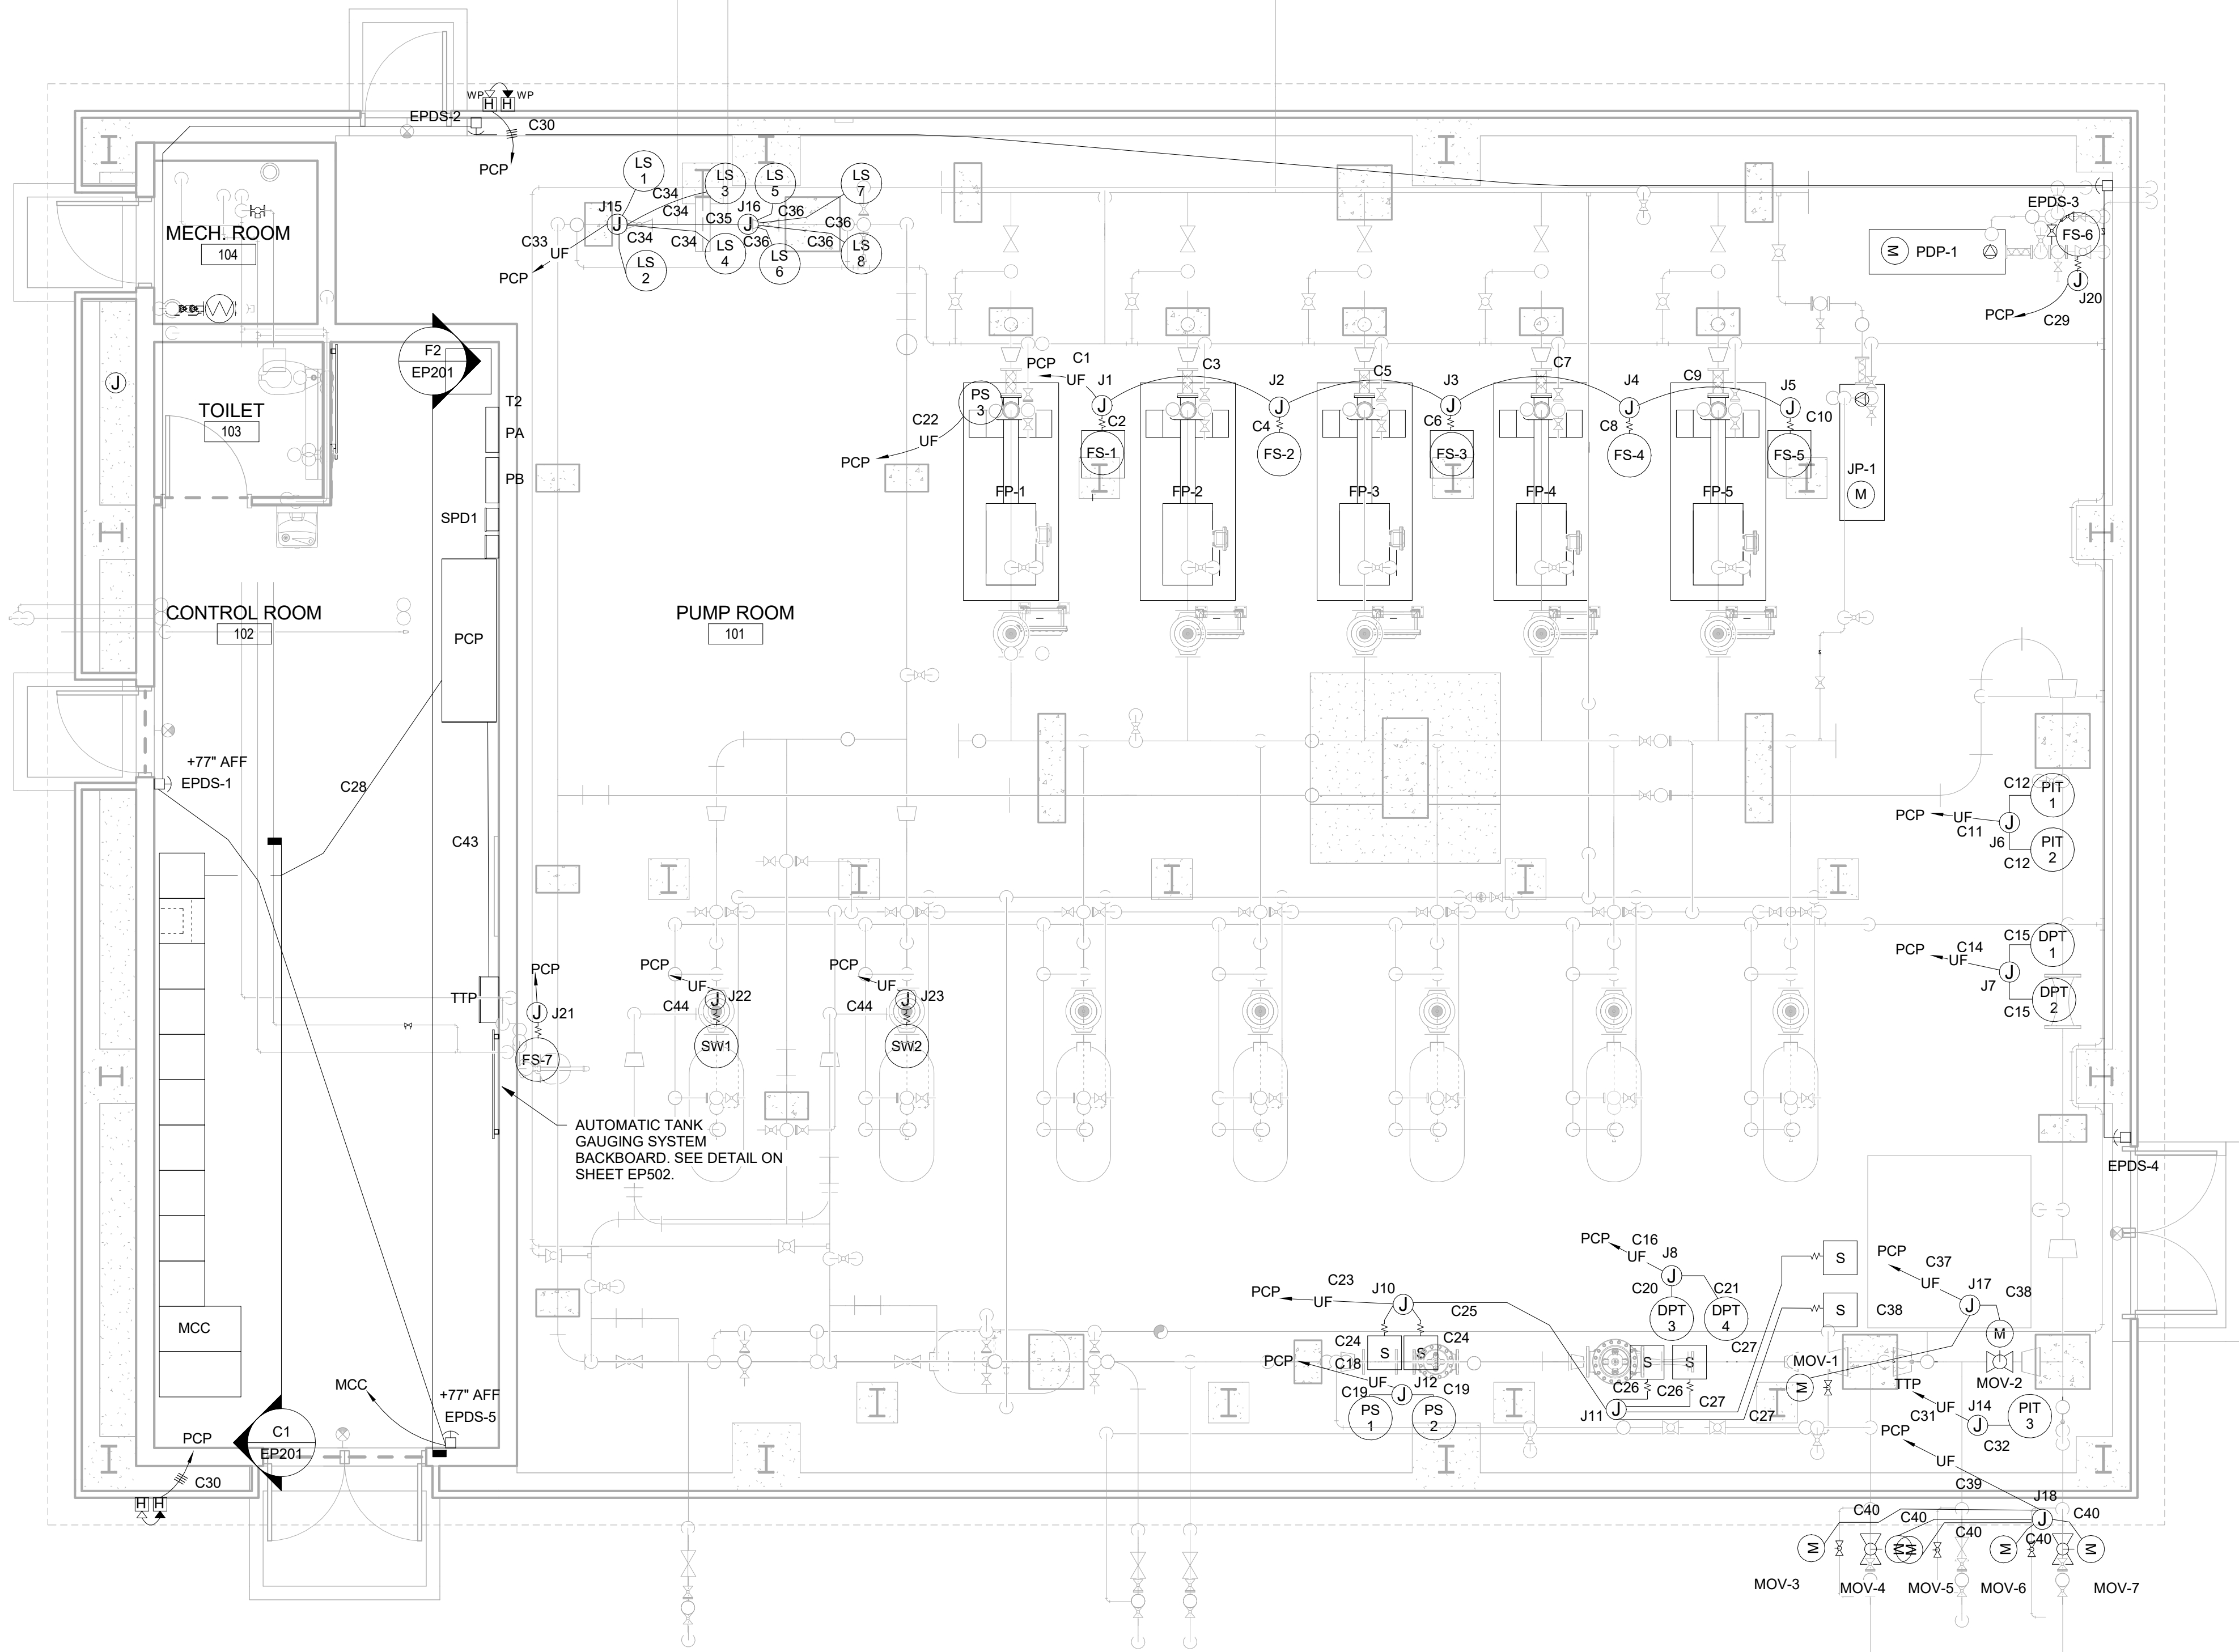 WP
H
H
WP
EPDS-2
C30
PCP
LS
1
LS
3
LS
5
LS
7
C34
C34
J15
J
J16
J
C35
C36
C36
C34
C34
C36
C36
C33
UF
PCP
LS
2
LS
4
LS
6
LS
8
MECH. ROOM
104
EPDS-3
FS-6
M
PDP-1
J
J20
PCP
C29
F2
EP201
J
TOILET
103
T2
PA
PB
SPD1
PCP
C1
UF
J1
J
C2
FS-1
C3
J2
J
C4
FS-2
C5
J3
J
C6
FS-3
C7
J4
J
C8
FS-4
C9
J5
J
C10
FS-5
PS
3
C22
UF
PCP
FP-1
FP-2
FP-3
FP-4
FP-5
JP-1
M
CONTROL ROOM
102
PCP
PUMP ROOM
101
+77" AFF
EPDS-1
C28
C43
C12
PIT
1
PCP
UF
C11
J
J6
C12
PIT
2
C15
DPT
1
PCP
C14
UF
J
J7
C15
DPT
2
TTP
PCP
J
J21
FS-7
PCP
UF
J
J22
C44
SW1
PCP
UF
J
J23
C44
SW2
AUTOMATIC TANK
GAUGING SYSTEM
BACKBOARD. SEE DETAIL ON
SHEET EP502.
EPDS-4
PCP
C16
UF
J8
J
C20
C21
DPT
3
DPT
4
S
S
C27
PCP
C23
UF
J10
J
C25
C24
S
S
C24
S
S
C26
C26
C27
C27
J11
J
PCP
C18
UF
J12
J
C19
C19
PS
1
PS
2
PCP
C37
UF
J17
J
C38
C38
M
MOV-1
M
MOV-2
TTP
UF
C31
J14
J
C32
PIT
3
PCP
UF
C39
J18
J
C40
C40
C40
C40
C40
M
M
M
M
M
MOV-3
MOV-4
MOV-5
MOV-6
MOV-7
MCC
MCC
+77" AFF
EPDS-5
C1
EP201
PCP
C30
H
H